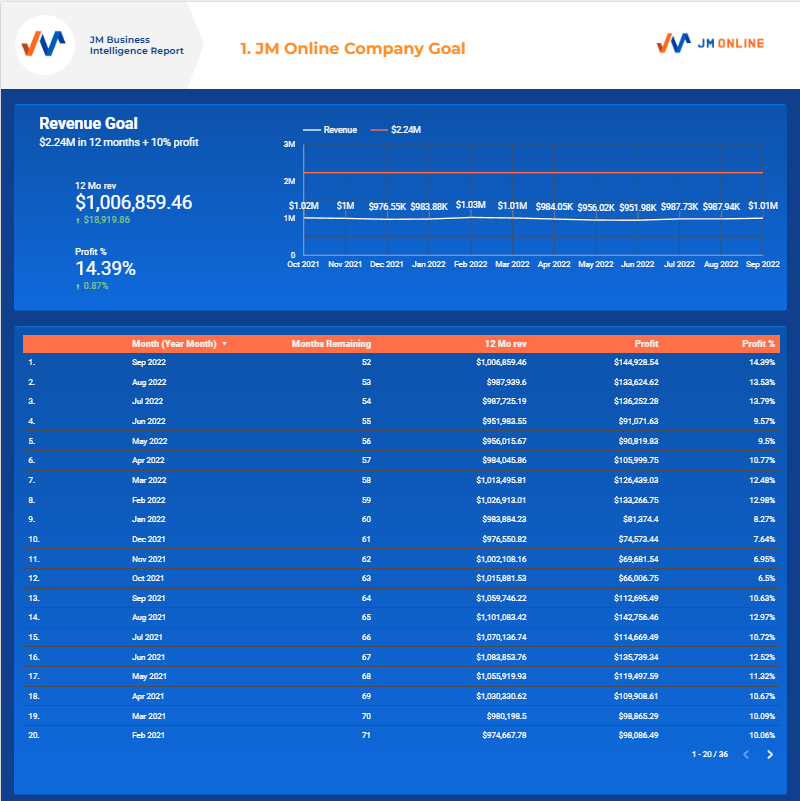 JM Business
Intelligence Report
1. JM Online Company Goal
JM ONLINE
Revenue Goal
$2.24M in 12 months + 10% profit
12 Mo rev
$1,006,859.46
$18,919.86
Profit %
14.39%
0.87%
Revenue $2.24M
3M
2M
1M
0
$1.02M $1M $976.55K $983.88K $1.03M $1.01M $984.05K $956.02K $951.98K $987.73K $987.94K $1.01M
Oct 2021 Nov 2021 Dec 2021 Jan 2022 Feb 2022 Mar 2022 Apr 2022 May 2022 Jun 2022 Jul 2022 Aug 2022 Sep 2022
Month (Year Month) Months Remaining 12 Mo rev Profit Profit %
1. Sep 2022 52 $1,006,859.46 $144,928.54 14.39%
2. Aug 2022 53 $987,939.6 $133,624.62 13.53%
3. Jul 2022 54 $987,725.19 $136,252.28 13.79%
4. Jun 2022 55 $951,983.55 $91,071.63 9.57%
5. May 2022 56 $956,015.67 $90,819.83 9.5%
6. Apr 2022 57 $984,045.86 $105,999.75 10.77%
7. Mar 2022 58 $1,013,495.81 $126,439.03 12.48%
8. Feb 2022 59 $1,026,913.01 $133,266.75 12.98%
9. Jan 2022 60 $983,884.23 $81,374.4 8.27%
10. Dec 2021 61 $976,550.82 $74,573.44 7.64%
11. Nov 2021 62 $1,002,108.16 $69,681.54 6.95%
12. Oct 2021 63 $1,015,881.53 $66,006.75 6.5%
13. Sep 2021 64 $1,059,746.22 $112,695.49 10.63%
14. Aug 2021 65 $1,101,083.42 $142,756.46 12.97%
15. Jul 2021 66 $1,070,136.74 $114,669.49 10.72%
16. Jun 2021 67 $1,083,853.76 $135,739.34 12.52%
17. May 2021 68 $1,055,919.93 $119,497.59 11.32%
18. Apr 2021 69 $1,030,330.62 $109,908.61 10.67%
19. Mar 2021 70 $980,198.5 $98,865.29 10.09%
20. Feb 2021 71 $974,667.78 $98,086.49 10.06%
1 - 20 / 36